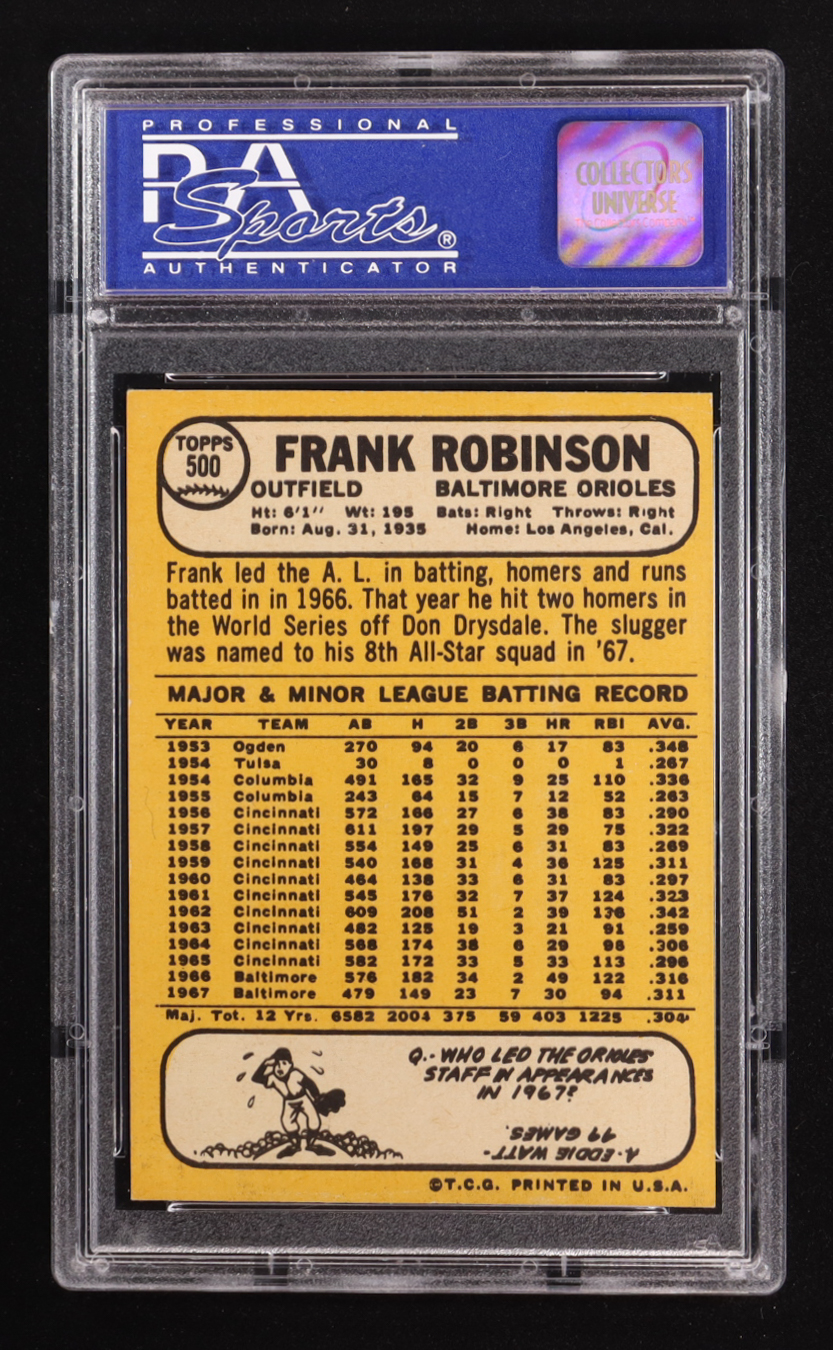 PROFESSIONAL
PSA
Sports®
AUTHENTICATOR
COLLECTORS
UNIVERSE
TOPPS
500
FRANK ROBINSON
OUTFIELD BALTIMORE ORIOLES
Ht: 6'1" Wt: 195 Bats: Right Throws: Right
Born: Aug. 31, 1935 Home: Los Angeles, Cal.
Frank led the A. L. in batting, homers and runs
batted in in 1966. That year he hit two homers in
the World Series off Don Drysdale. The slugger
was named to his 8th All-Star squad in '67.
MAJOR & MINOR LEAGUE BATTING RECORD
YEAR TEAM AB H 2B 3B HR RBI AVG.
1953 Ogden 270 94 20 6 17 83 .348
1954 Tulsa 30 8 0 0 0 1 .267
1954 Columbia 491 165 32 9 25 110 .336
1955 Columbia 243 64 15 7 12 52 .263
1956 Cincinnati 572 166 27 6 38 83 .290
1957 Cincinnati 611 197 29 5 29 75 .322
1958 Cincinnati 554 149 25 6 31 83 .269
1959 Cincinnati 540 168 31 4 36 125 .311
1960 Cincinnati 464 138 33 6 31 83 .297
1961 Cincinnati 545 176 32 7 37 124 .323
1962 Cincinnati 609 208 51 2 39 136 .342
1963 Cincinnati 482 125 19 3 21 91 .259
1964 Cincinnati 568 174 38 6 29 96 .306
1965 Cincinnati 582 172 33 5 33 113 .296
1966 Baltimore 576 182 34 2 49 122 .316
1967 Baltimore 479 149 23 7 30 94 .311
Maj. Tot. 12 Yrs. 6582 2004 375 59 403 1225 .304
Q.-WHO LED THE ORIOLES'
STAFF IN APPEARANCES
IN 1967?
A-EDDIE WATT-
49 GAMES.
©T.C.G. PRINTED IN U.S.A.